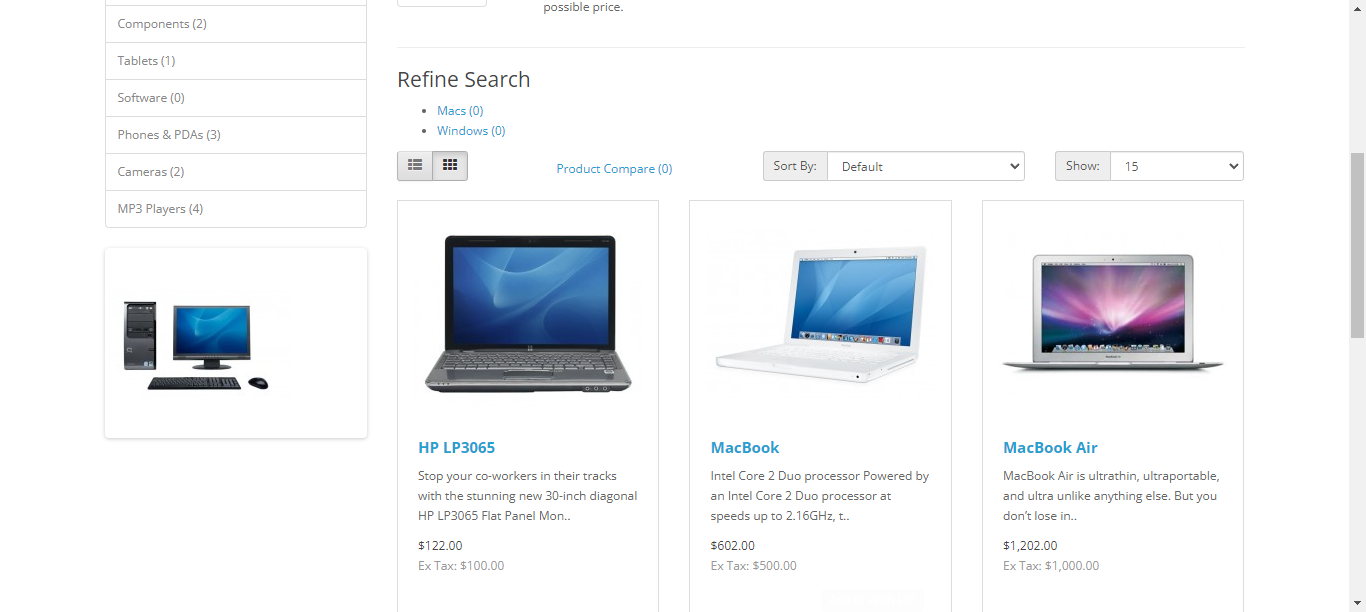 possible price.
Components (2)
Tablets (1)
Software (0)
Phones & PDAs (3)
Cameras (2)
MP3 Players (4)
Refine Search
Macs (0)
Windows (0)
Product Compare (0)
Sort By:
Default
Show:
15
HP LP3065
Stop your co-workers in their tracks
with the stunning new 30-inch diagonal
HP LP3065 Flat Panel Mon..
$122.00
Ex Tax: $100.00
MacBook
Intel Core 2 Duo processor Powered by
an Intel Core 2 Duo processor at
speeds up to 2.16GHz, t..
$602.00
Ex Tax: $500.00
MacBook Air
MacBook Air is ultrathin, ultraportable,
and ultra unlike anything else. But you
don’t lose in..
$1,202.00
Ex Tax: $1,000.00